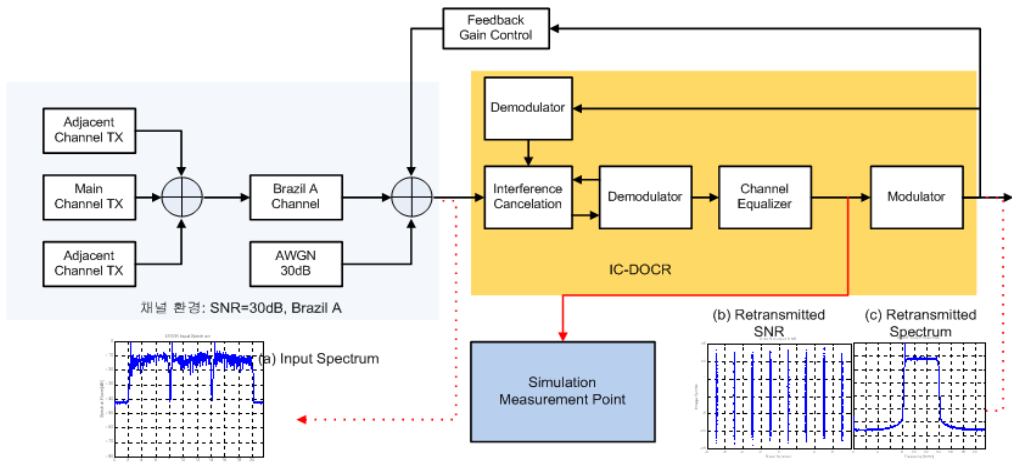 Feedback
Gain Control
Adjacent
Channel TX
Main
Channel TX
Adjacent
Channel TX
Brazil A
Channel
AWGN
30dB
채널 환경: SNR=30dB, Brazil A
Demodulator
Interference
Cancelation
Demodulator
Channel
Equalizer
Modulator
IC-DOCR
(a) Input Spectrum
Simulation
Measurement Point
(b) Retransmitted
SNR
(c) Retransmitted
Spectrum